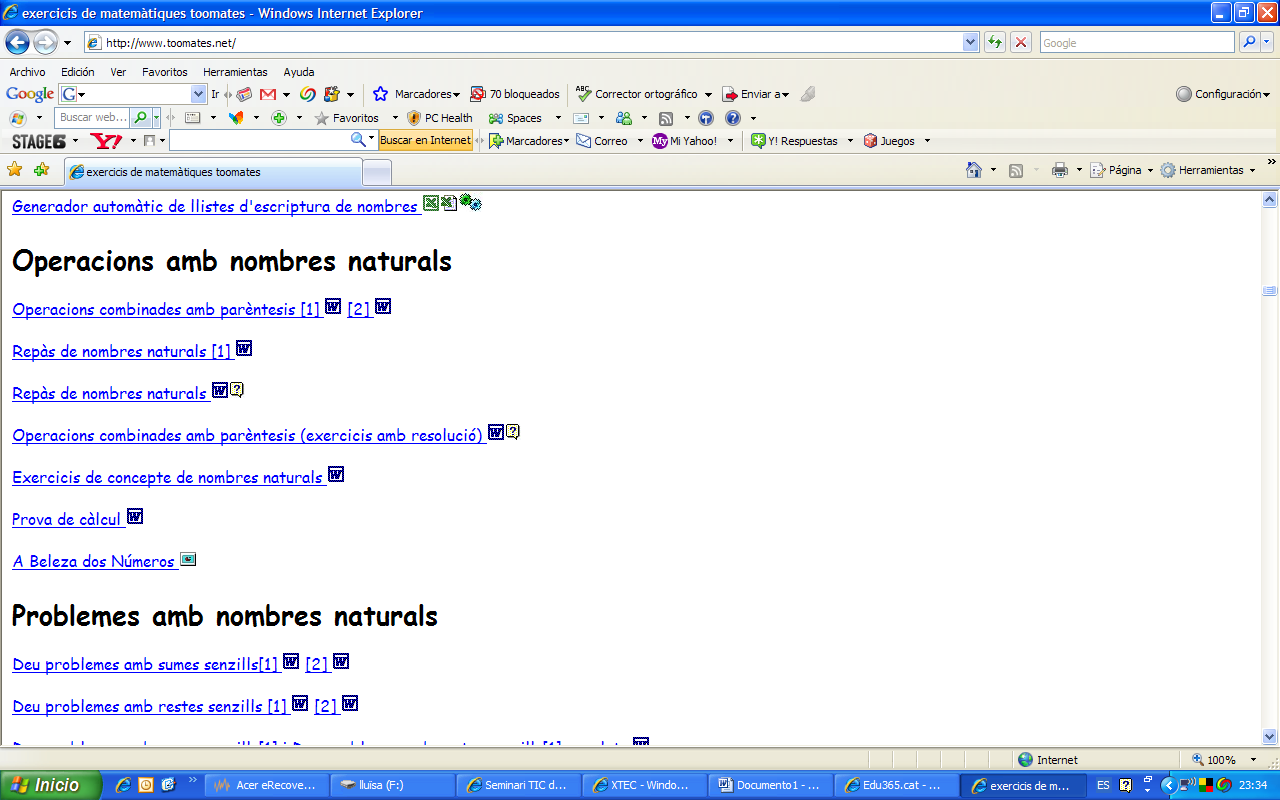 exercicis de matemàtiques toomates - Windows Internet Explorer
http://www.toomates.net/
Google
Archivo Edición Ver Favoritos Herramientas Ayuda
Google G Ir Marcadores 70 bloqueados ABC Corrector ortográfico Enviar a Configuración
Buscar web... Favoritos PC Health Spaces
STAGE6 Y! Buscar en Internet Marcadores Correo My Mi Yahoo! Y! Respuestas Juegos
exercicis de matemàtiques toomates Página Herramientas
Generador automàtic de llistes d'escriptura de nombres
Operacions amb nombres naturals
Operacions combinades amb parèntesis [1] [2]
Repàs de nombres naturals [1]
Repàs de nombres naturals
Operacions combinades amb parèntesis (exercicis amb resolució)
Exercicis de concepte de nombres naturals
Prova de càlcul
A Beleza dos Números
Problemes amb nombres naturals
Deu problemes amb sumes senzills[1] [2]
Deu problemes amb restes senzills [1] [2]
Internet 100%
Inicio Acer eRecove... lluïsa (F:) Seminari TIC d... XTEC - Windo... Documento1 - ... Edu365.cat - ... exercicis de m... ES 23:34